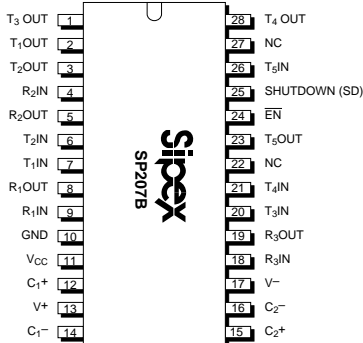 T₃ OUT 1
T₁OUT 2
T₂OUT 3
R₂IN 4
R₂OUT 5
T₂IN 6
T₁IN 7
R₁OUT 8
R₁IN 9
GND 10
V_CC 11
C₁+ 12
V+ 13
C₁– 14
Sipex
SP207B
28 T₄ OUT
27 NC
26 T₅IN
25 SHUTDOWN (SD)
24 E̅N̅
23 T₅OUT
22 NC
21 T₄IN
20 T₃IN
19 R₃OUT
18 R₃IN
17 V–
16 C₂–
15 C₂+